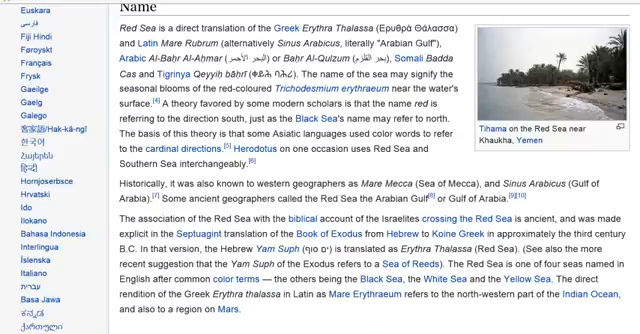 Name
Red Sea is a direct translation of the Greek Erythra Thalassa (Ερυθρὰ Θάλασσα)
and Latin Mare Rubrum (alternatively Sinus Arabicus, literally "Arabian Gulf"),
Arabic Al-Baḥr Al-Aḥmar (البحر الأحمر) or Baḥr Al-Qulzum (بحر القلزم), Somali Badda
Cas and Tigrinya Qeyyiḥ bāḥrī (ቀይሕ ባሕሪ). The name of the sea may signify the
seasonal blooms of the red-coloured Trichodesmium erythraeum near the water's
surface.[4] A theory favored by some modern scholars is that the name red is
referring to the direction south, just as the Black Sea's name may refer to north.
The basis of this theory is that some Asiatic languages used color words to refer
to the cardinal directions.[5] Herodotus on one occasion uses Red Sea and
Southern Sea interchangeably.[6]
Historically, it was also known to western geographers as Mare Mecca (Sea of Mecca), and Sinus Arabicus (Gulf of
Arabia).[7] Some ancient geographers called the Red Sea the Arabian Gulf[8] or Gulf of Arabia.[9][10]
The association of the Red Sea with the biblical account of the Israelites crossing the Red Sea is ancient, and was made
explicit in the Septuagint translation of the Book of Exodus from Hebrew to Koine Greek in approximately the third century
B.C. In that version, the Hebrew Yam Suph (ים סוף) is translated as Erythra Thalassa (Red Sea). (See also the more
recent suggestion that the Yam Suph of the Exodus refers to a Sea of Reeds). The Red Sea is one of four seas named in
English after common color terms — the others being the Black Sea, the White Sea and the Yellow Sea. The direct
rendition of the Greek Erythra thalassa in Latin as Mare Erythraeum refers to the north-western part of the Indian Ocean,
and also to a region on Mars.
Tihama on the Red Sea near
Khaukha, Yemen
Euskara
فارسی
Fiji Hindi
Føroyskt
Français
Frysk
Gaeilge
Gaelg
Galego
客家語/Hak-kâ-ngî
한국어
Հայերեն
हिन्दी
Hornjoserbsce
Hrvatski
Ido
Ilokano
Bahasa Indonesia
Interlingua
Íslenska
Italiano
עברית
Basa Jawa
ಕನ್ನಡ
ქართული